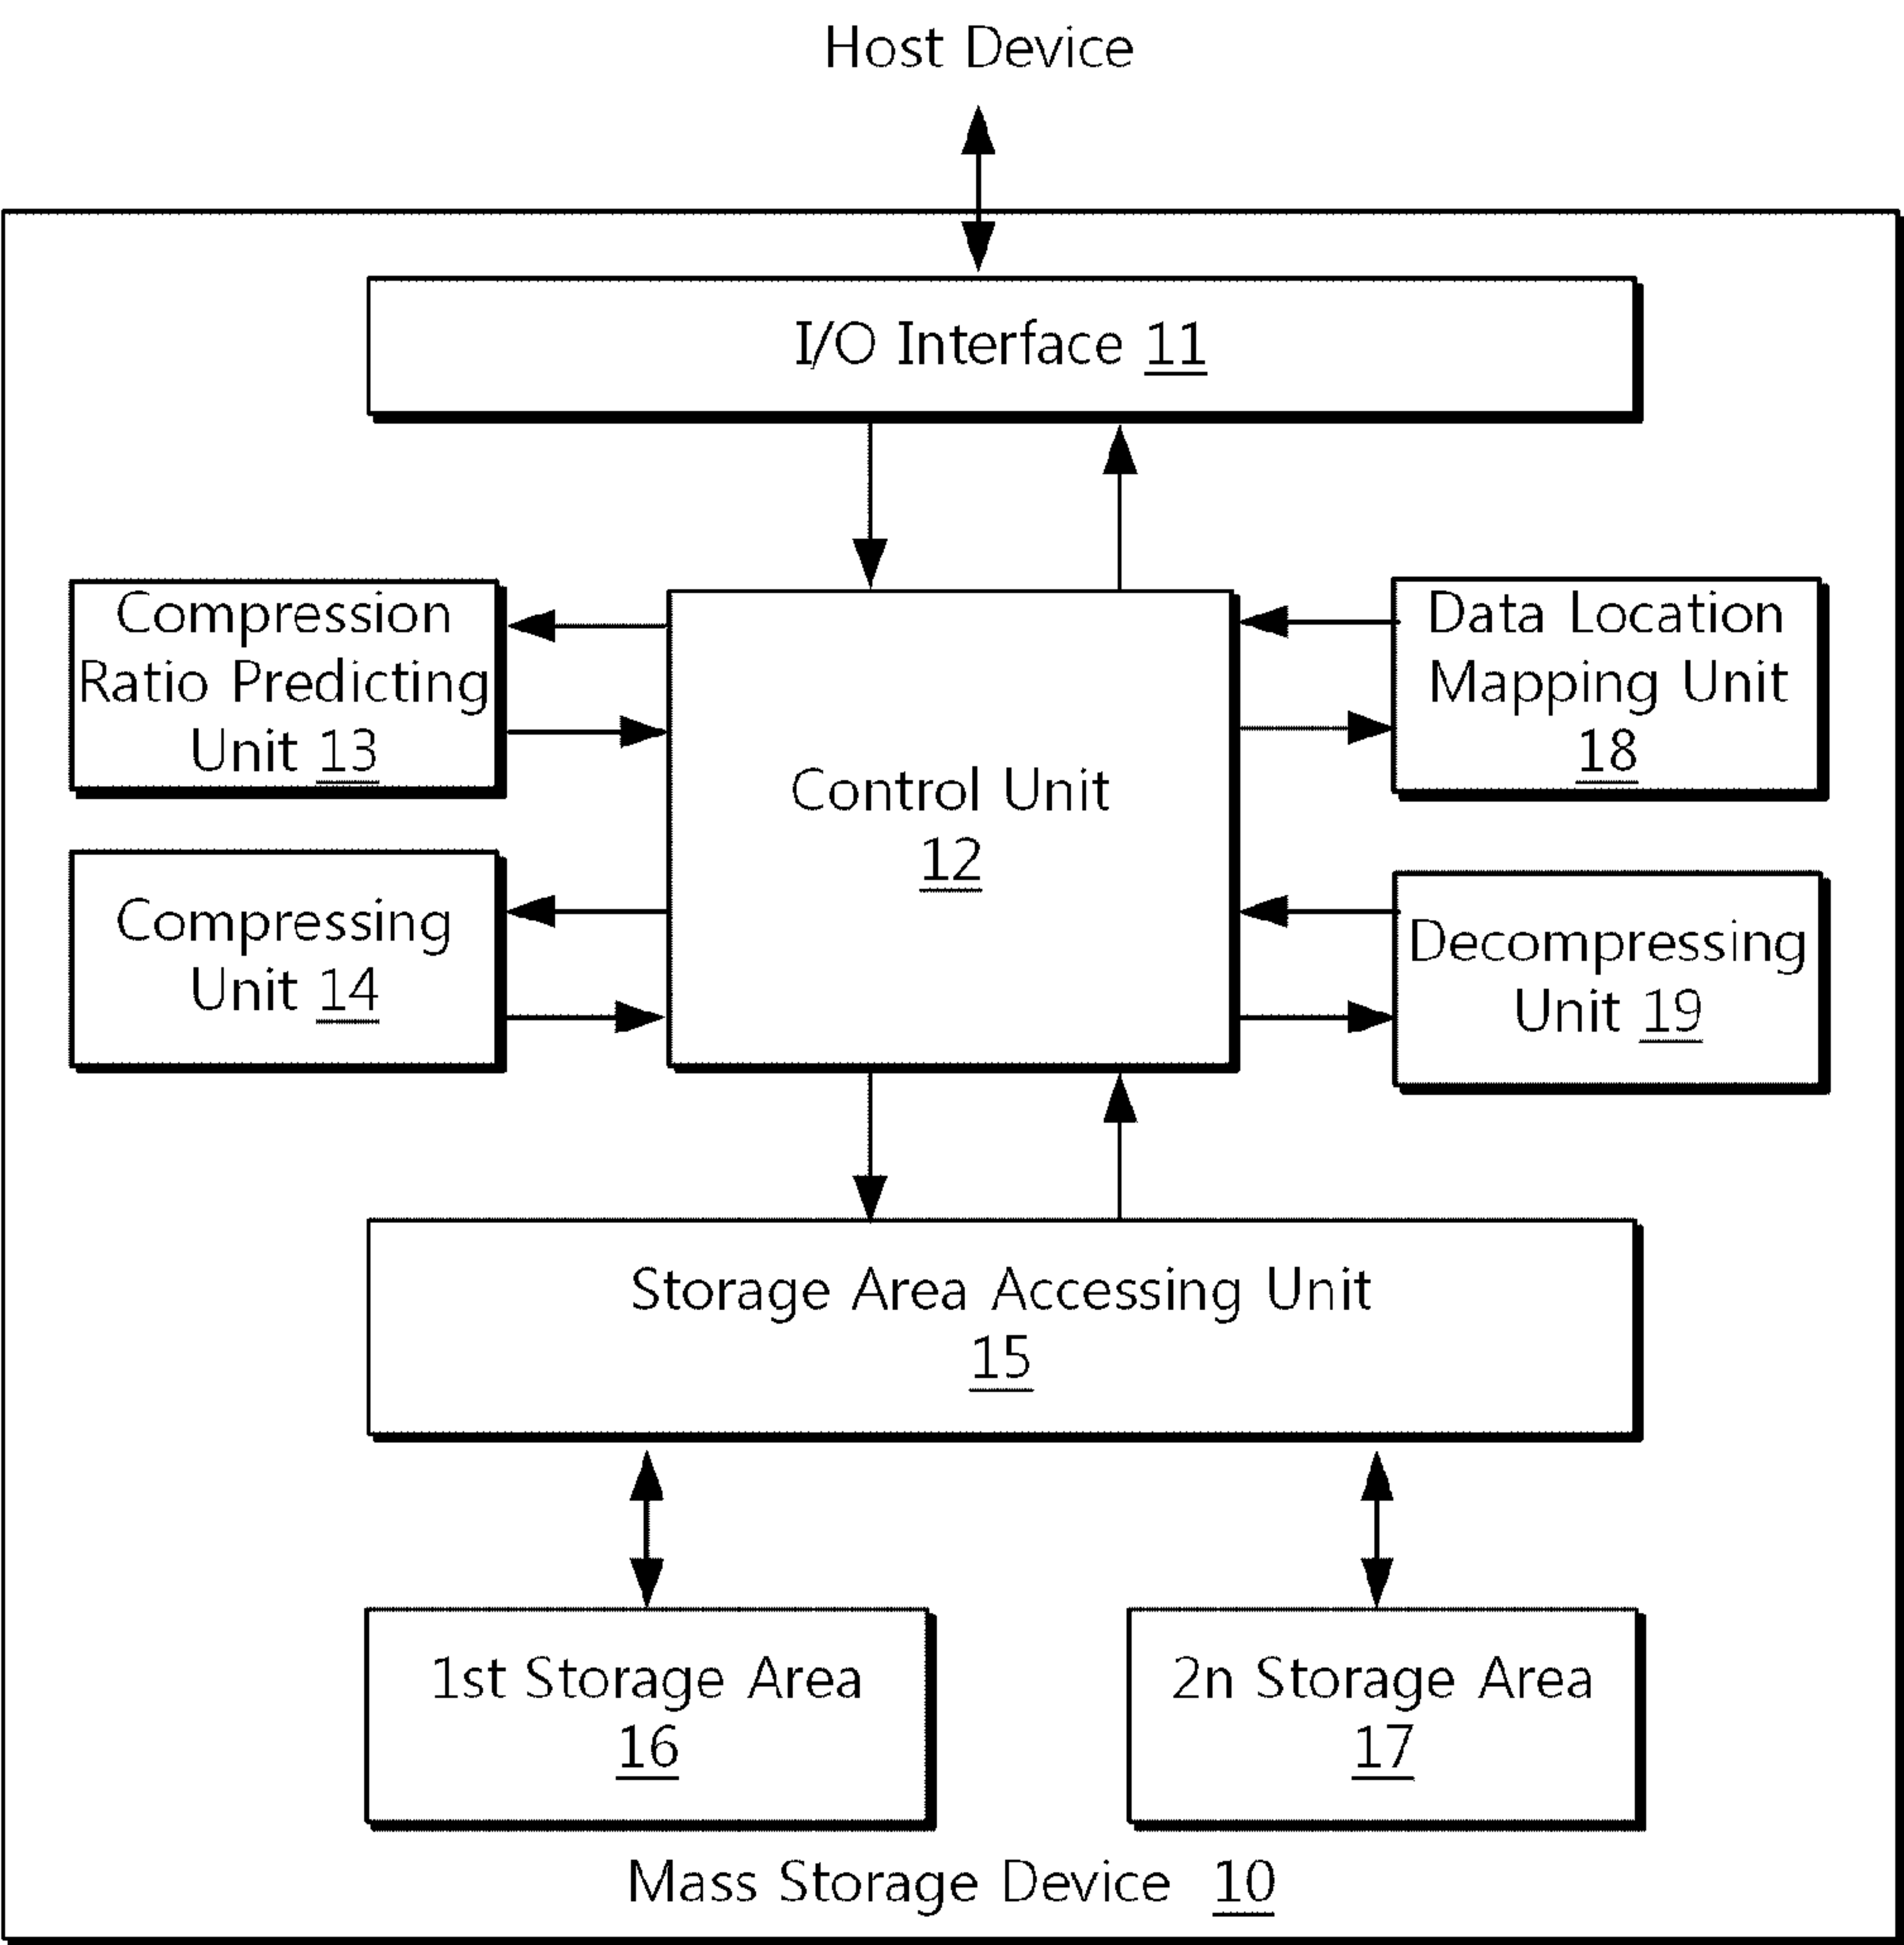 Host Device
I/O Interface 11
Compression
Ratio Predicting
Unit 13
Data Location
Mapping Unit
18
Control Unit
12
Compressing
Unit 14
Decompressing
Unit 19
Storage Area Accessing Unit
15
1st Storage Area
16
2n Storage Area
17
Mass Storage Device 10